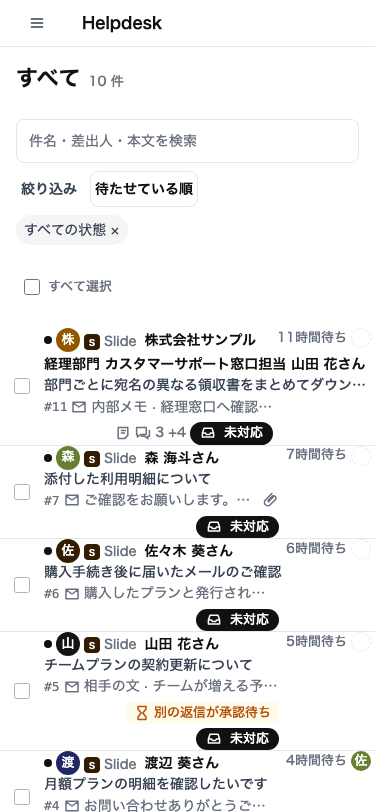 Helpdesk
すべて 10 件
件名・差出人・本文を検索
絞り込み 待たせている順
すべての状態 ×
すべて選択
株 S Slide 株式会社サンプル 11時間待ち
経理部門 カスタマーサポート窓口担当 山田 花さん
部門ごとに宛名の異なる領収書をまとめてダウン…
#11 内部メモ · 経理窓口へ確認…
3 +4 未対応
森 S Slide 森 海斗さん 7時間待ち
添付した利用明細について
#7 ご確認をお願いします。…
未対応
佐 S Slide 佐々木 葵さん 6時間待ち
購入手続き後に届いたメールのご確認
#6 購入したプランと発行され…
未対応
山 S Slide 山田 花さん 5時間待ち
チームプランの契約更新について
#5 相手の文 · チームが増える予…
別の返信が承認待ち
未対応
渡 S Slide 渡辺 葵さん 4時間待ち 佐
月額プランの明細を確認したいです
#4 お問い合わせありがとうご…